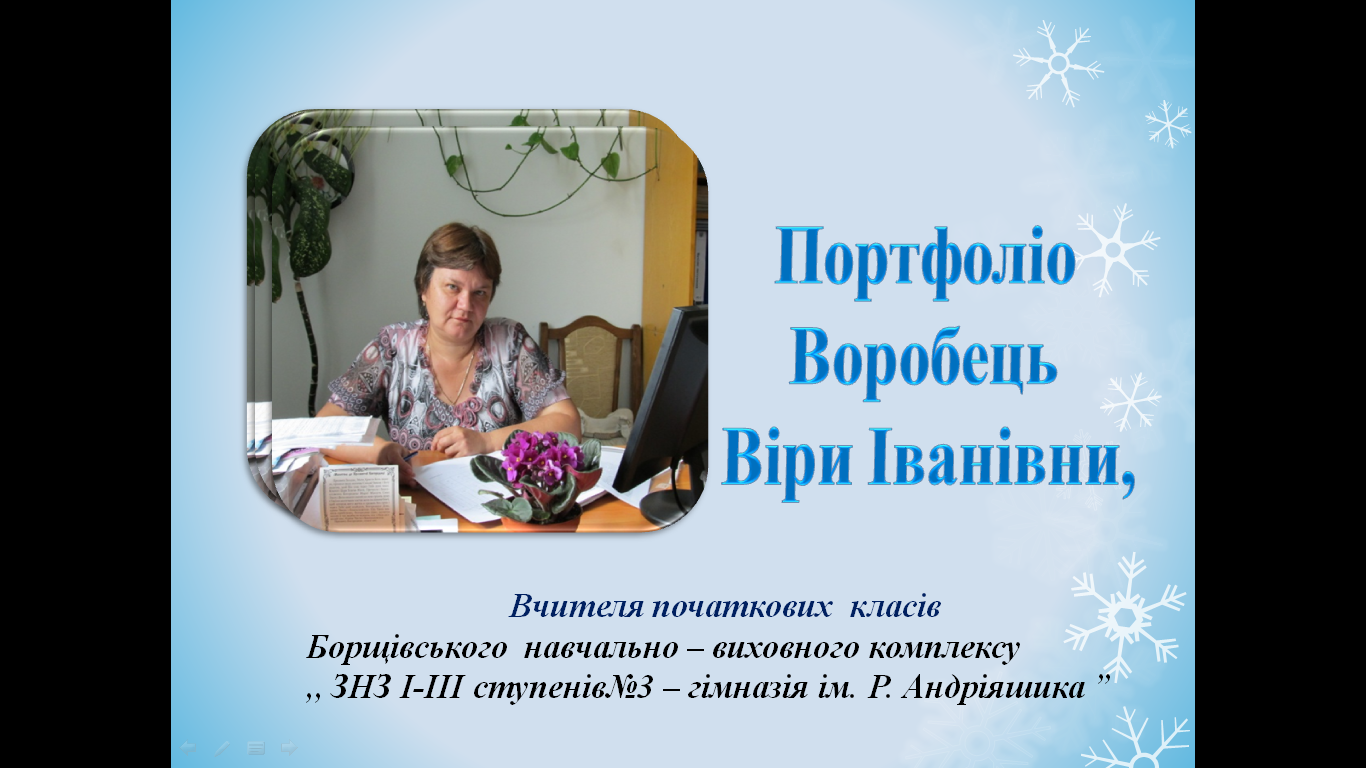 Портфоліо
Воробець
Віри Іванівни,
Вчителя початкових класів
Борщівського навчально – виховного комплексу
,, ЗНЗ І-ІІІ ступенів№3 – гімназія ім. Р. Андріяшика ”